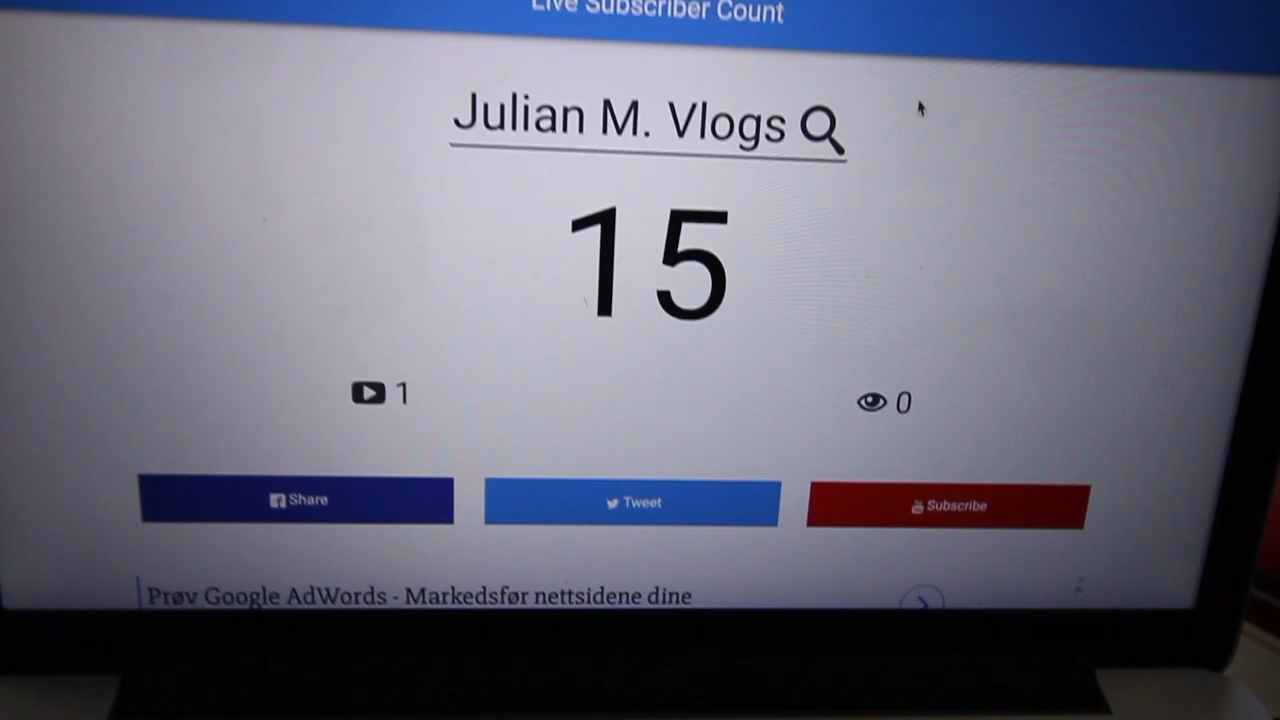 Live Subscriber Count
Julian M. Vlogs
15
1
0
Share
Tweet
Subscribe
Prøv Google AdWords - Markedsfør nettsidene dine